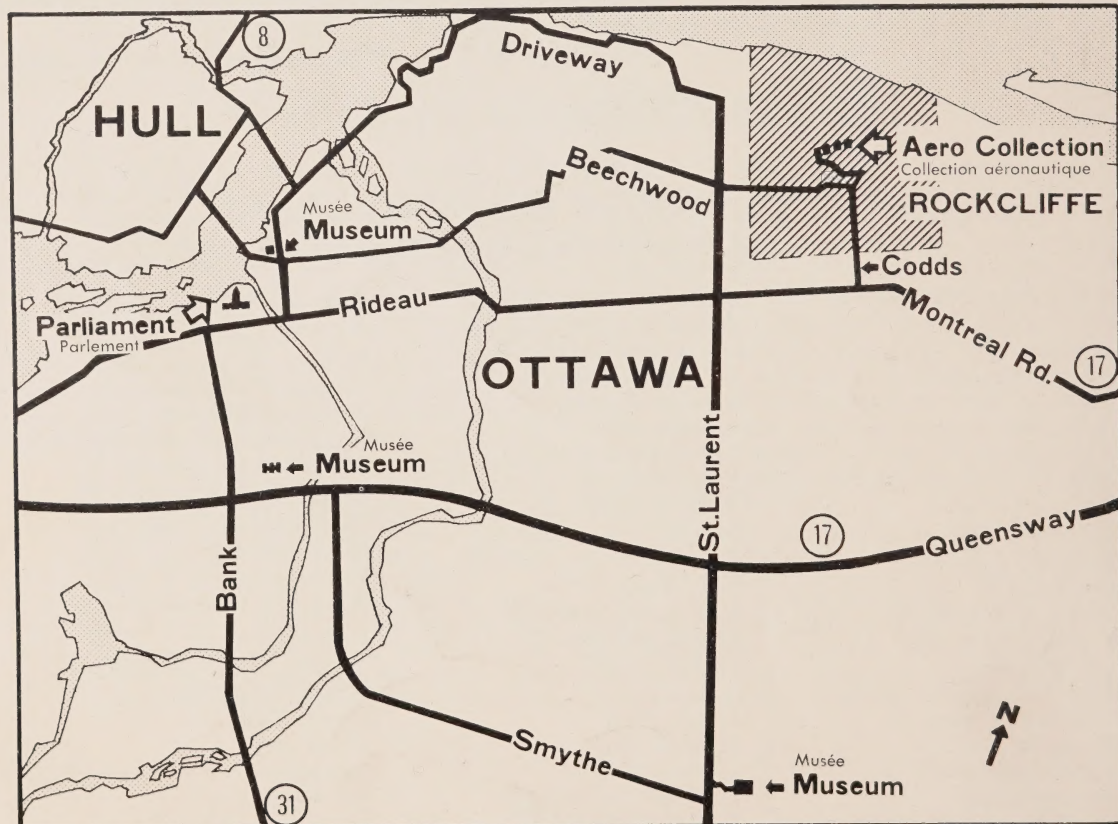 8
Driveway
HULL
Aero Collection
Collection aéronautique
Beechwood
ROCKCLIFFE
Musée
Museum
Codds
Rideau
Parliament
Parlement
Montreal Rd.
17
OTTAWA
Musée
Museum
St. Laurent
17
Queensway
Bank
N
Smythe
Musée
Museum
31